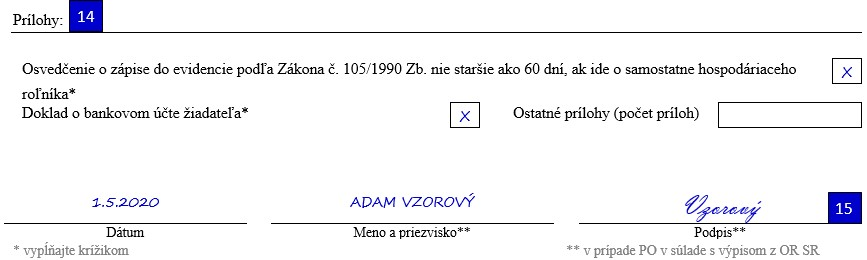 Prílohy: 14
Osvedčenie o zápise do evidencie podľa Zákona č. 105/1990 Zb. nie staršie ako 60 dní, ak ide o samostatne hospodáriaceho X
roľníka*
Doklad o bankovom účte žiadateľa* X Ostatné prílohy (počet príloh)
1.5.2020 ADAM VZOROVÝ Vzorový 15
Dátum Meno a priezvisko** Podpis**
* vypĺňajte krížikom ** v prípade PO v súlade s výpisom z OR SR